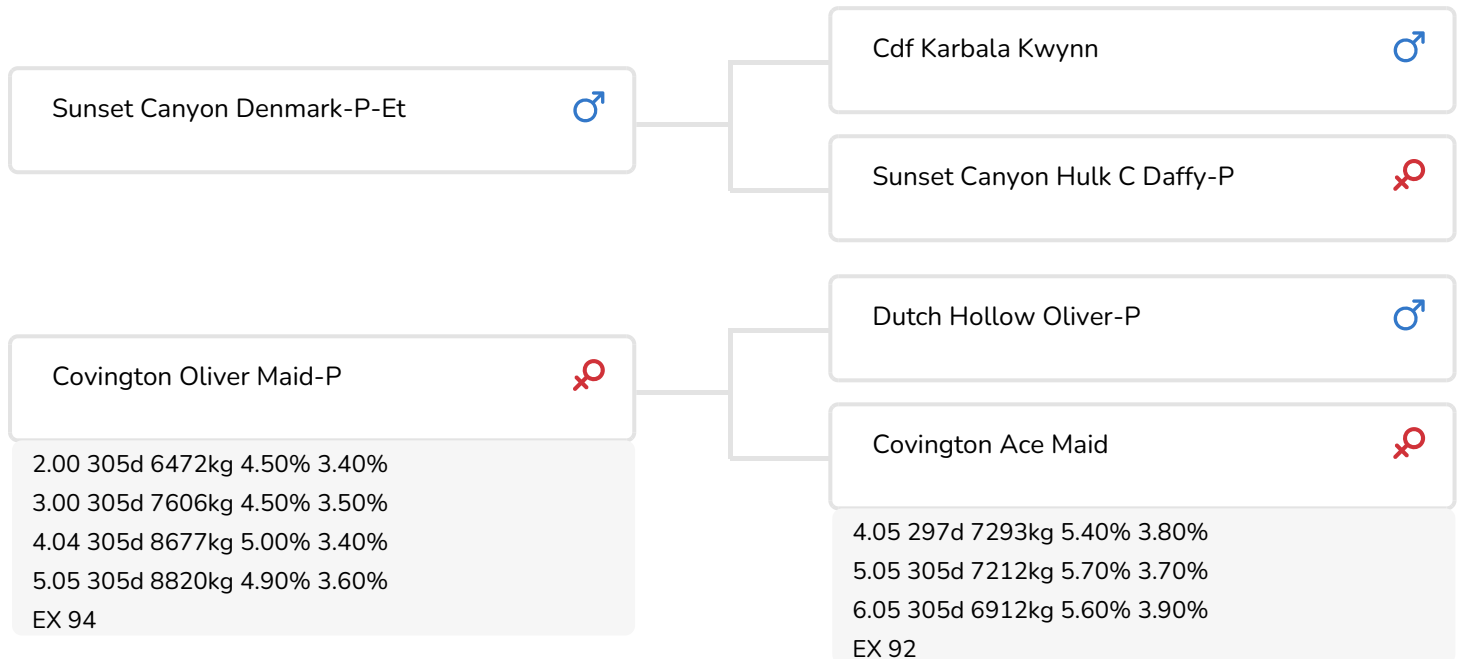 Cdf Karbala Kwynn
Sunset Canyon Denmark-P-Et
Sunset Canyon Hulk C Daffy-P
Dutch Hollow Oliver-P
Covington Oliver Maid-P
2.00 305d 6472kg 4.50% 3.40%
3.00 305d 7606kg 4.50% 3.50%
4.04 305d 8677kg 5.00% 3.40%
5.05 305d 8820kg 4.90% 3.60%
EX 94
Covington Ace Maid
4.05 297d 7293kg 5.40% 3.80%
5.05 305d 7212kg 5.70% 3.70%
6.05 305d 6912kg 5.60% 3.90%
EX 92